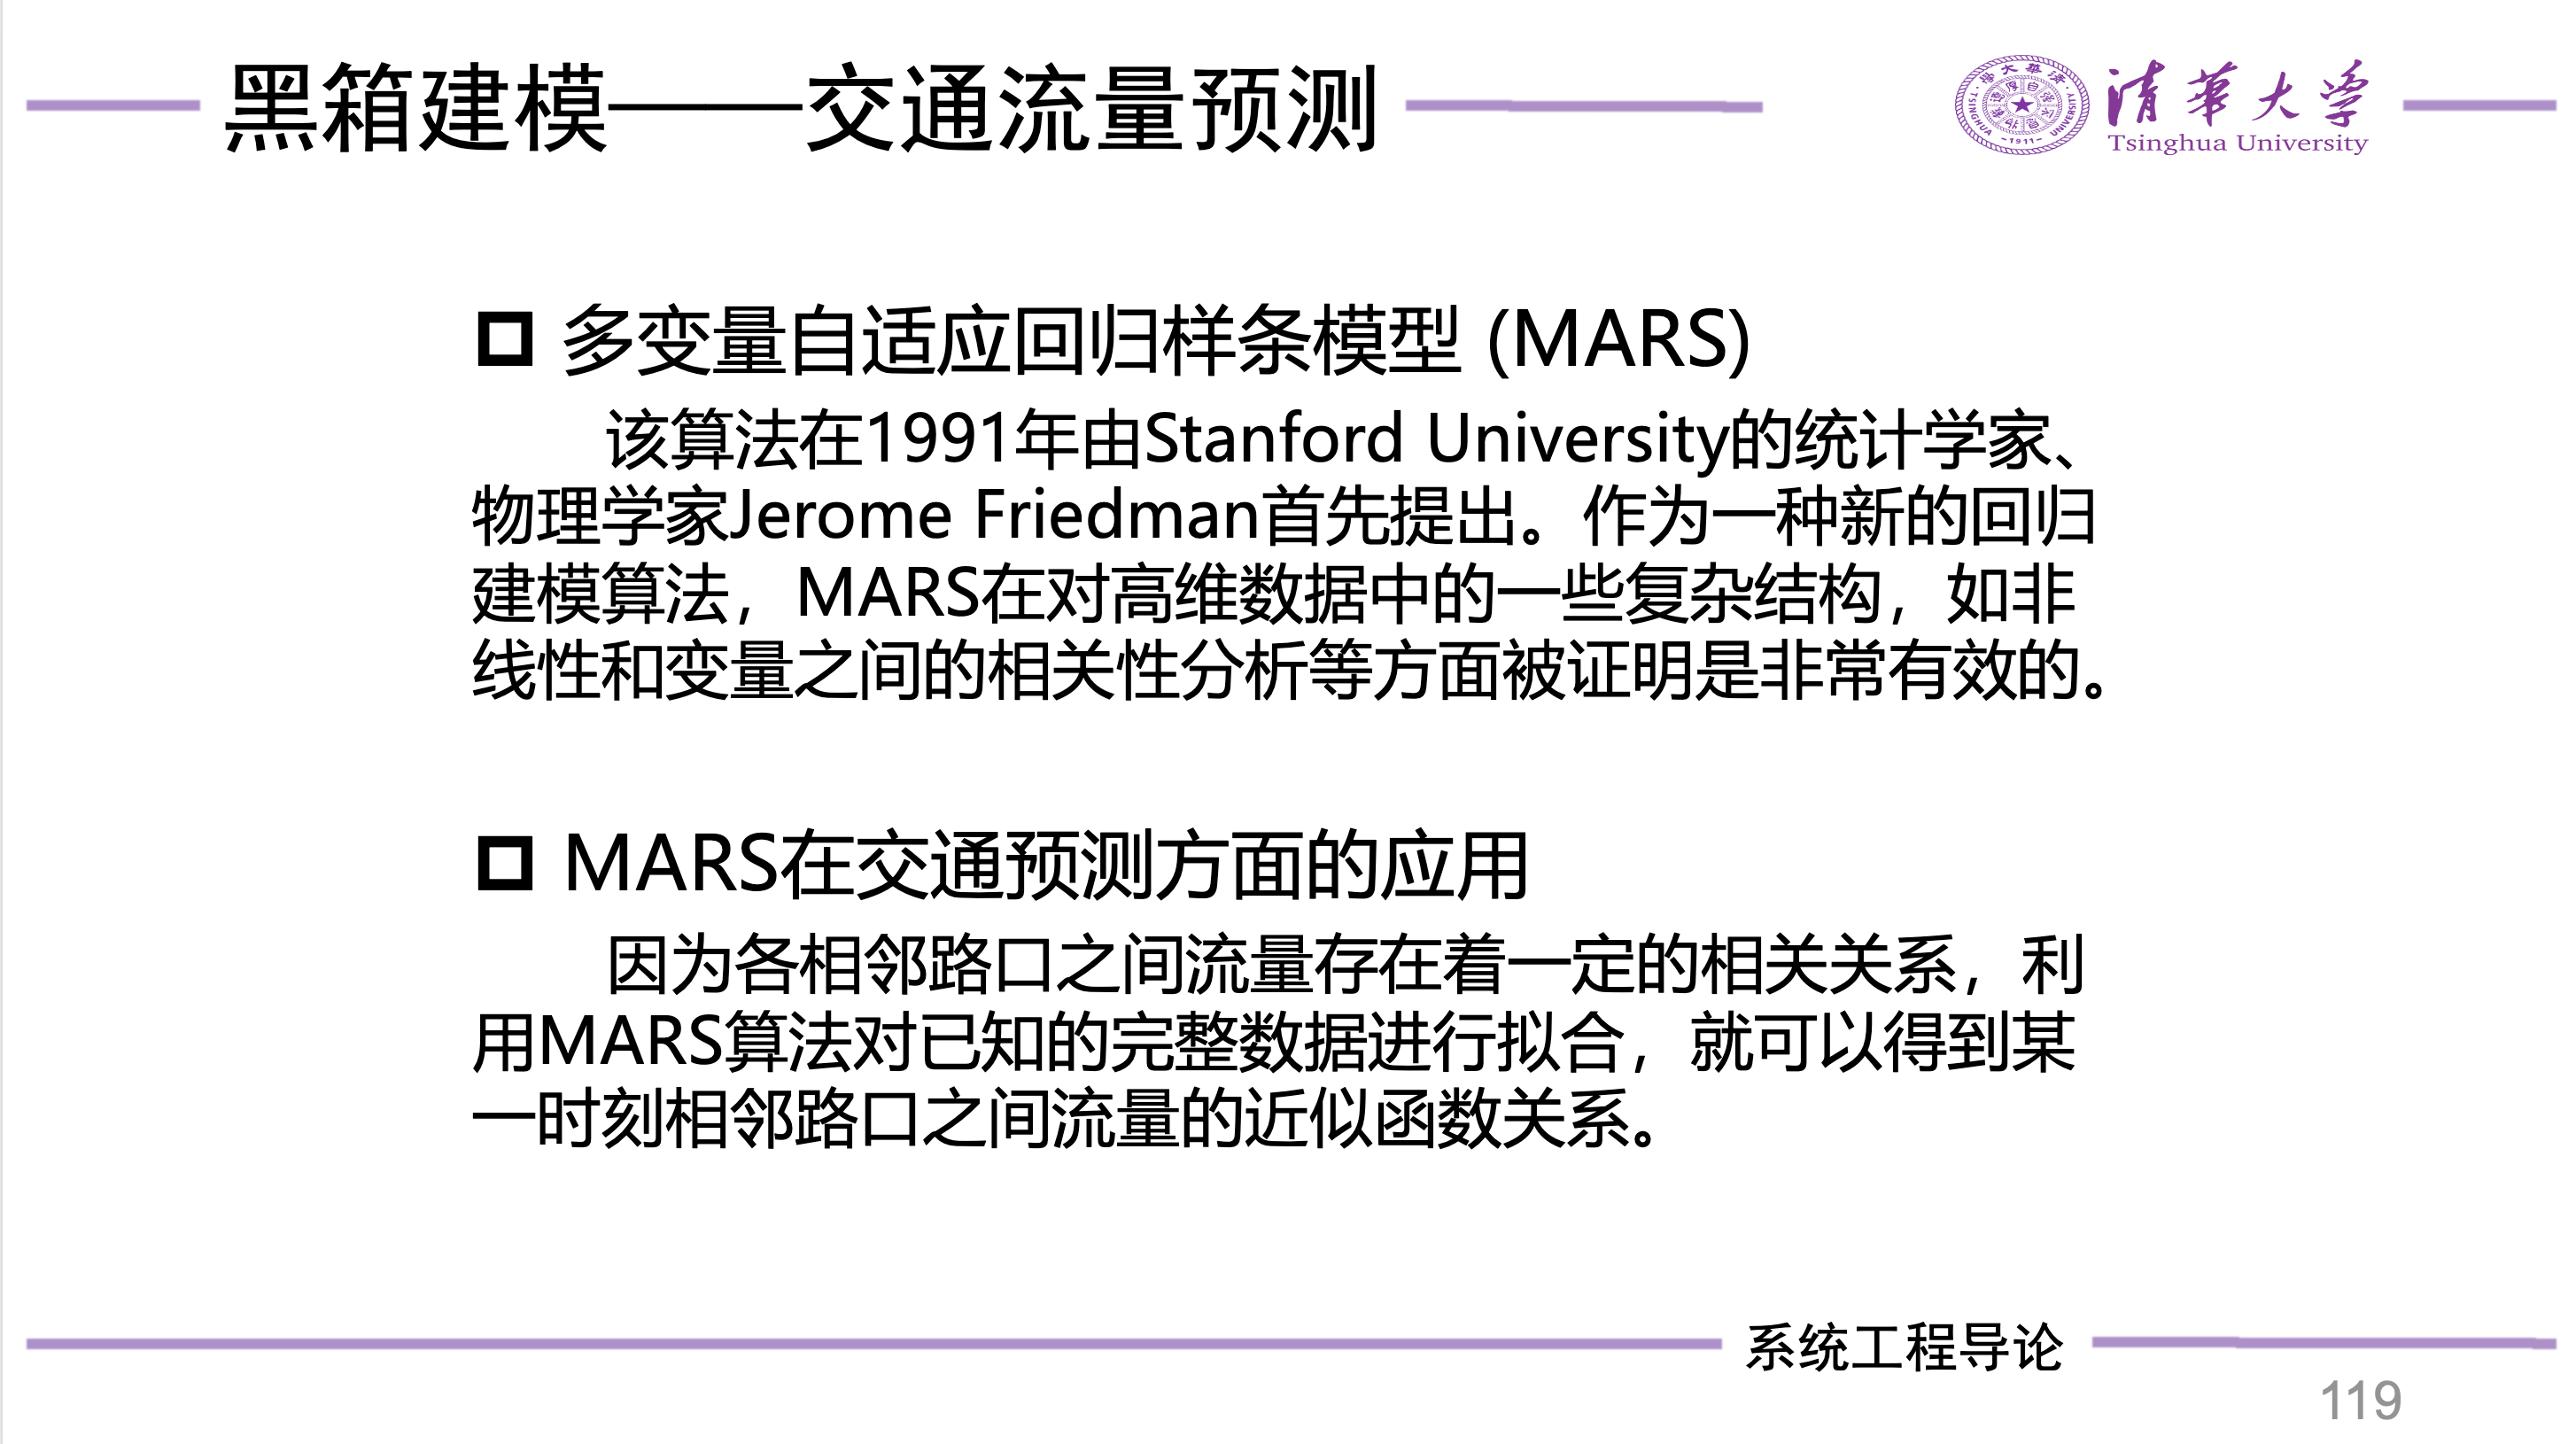 黑箱建模——交通流量预测
清华大学
Tsinghua University
多变量自适应回归样条模型 (MARS)
该算法在1991年由Stanford University的统计学家、
物理学家Jerome Friedman首先提出。作为一种新的回归
建模算法，MARS在对高维数据中的一些复杂结构，如非
线性和变量之间的相关性分析等方面被证明是非常有效的。
MARS在交通预测方面的应用
因为各相邻路口之间流量存在着一定的相关关系，利
用MARS算法对已知的完整数据进行拟合，就可以得到某
一时刻相邻路口之间流量的近似函数关系。
系统工程导论
119